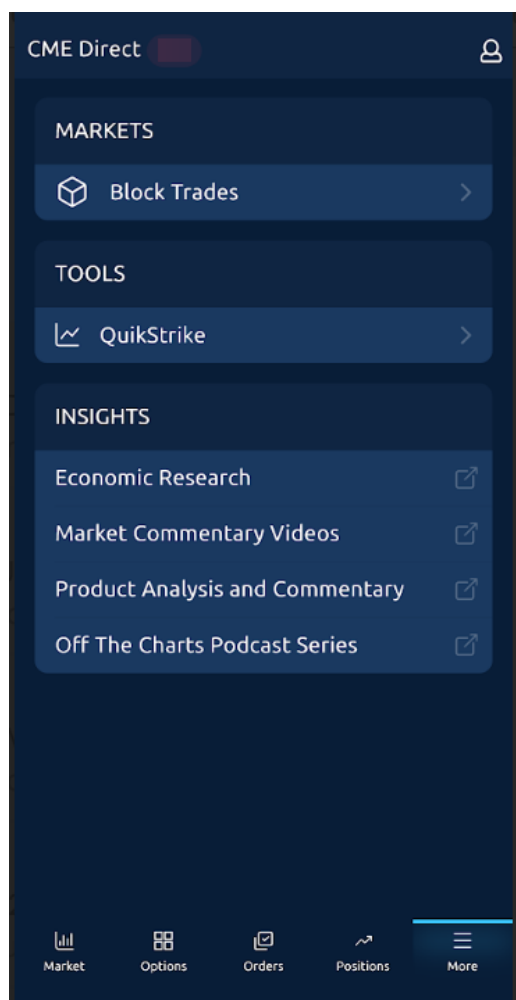 CME Direct
MARKETS
Block Trades
TOOLS
QuikStrike
INSIGHTS
Economic Research
Market Commentary Videos
Product Analysis and Commentary
Off The Charts Podcast Series
Market Options Orders Positions More